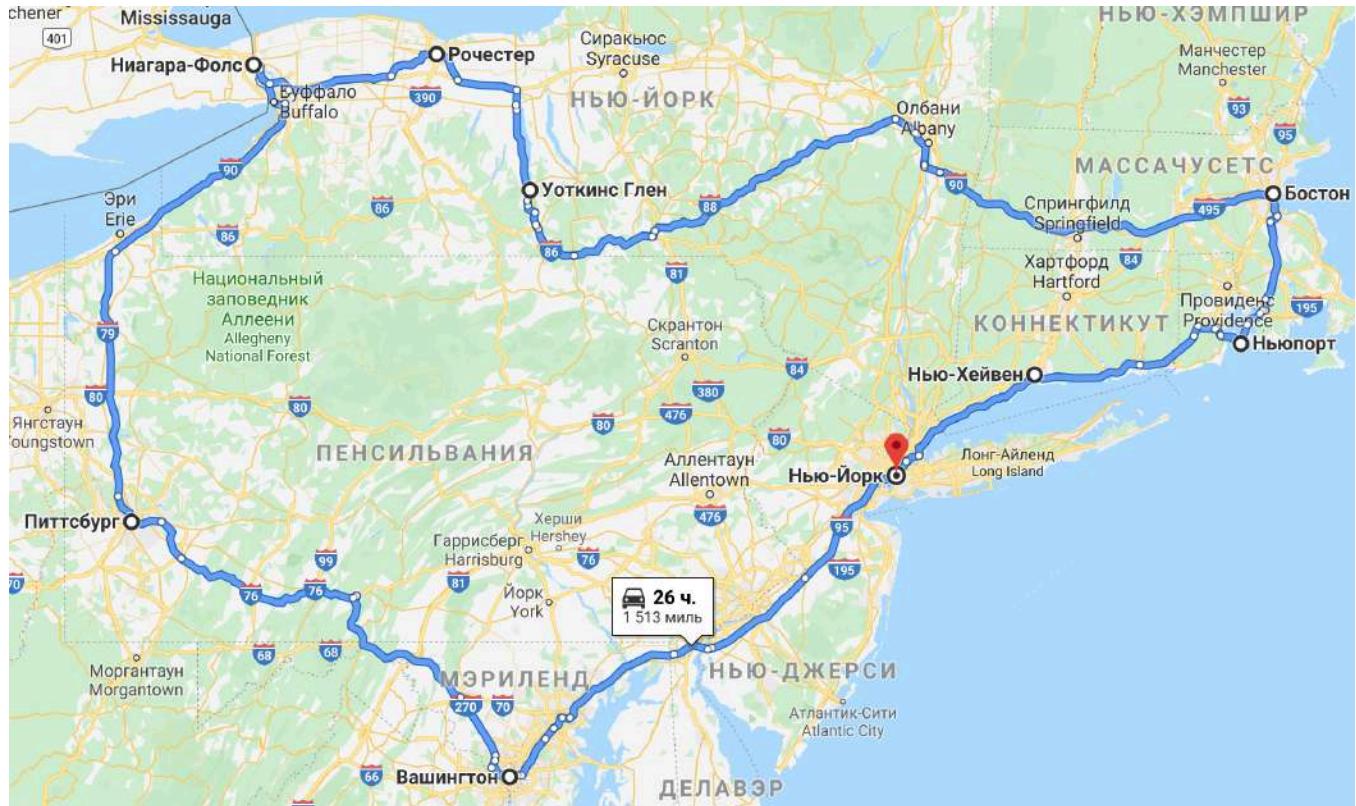 chener
Mississauga
401
НЬЮ-ХЭМПШИР
Ниагара-Фолс
Рочестер
Сиракьюс
Syracuse
Манчестер
Manchester
Буффало
Buffalo
390
НЬЮ-ЙОРК
Олбани
Albany
93
95
90
МАССАЧУСЕТС
Уоткинс Глен
90
Бостон
Эри
Erie
86
86
88
Спрингфилд
Springfield
495
86
81
84
Хартфорд
Hartford
Национальный
заповедник
Аллегени
Allegheny
National Forest
Провиденс
Providence
195
79
Скрантон
Scranton
КОННЕКТИКУТ
Ньюпорт
84
Нью-Хейвен
80
380
80
476
80
80
Янгстаун
Youngstown
ПЕНСИЛЬВАНИЯ
Аллентаун
Allentown
Нью-Йорк
Лонг-Айленд
Long Island
476
Питтсбург
Херши
Hershey
95
Гаррисберг
Harrisburg
99
76
195
70
76
76
81
Йорк
York
26 ч.
1 513 миль
68
68
Моргантаун
Morgantown
МЭРИЛЕНД
НЬЮ-ДЖЕРСИ
270
70
Атлантик-Сити
Atlantic City
66
Вашингтон
ДЕЛАВЭР